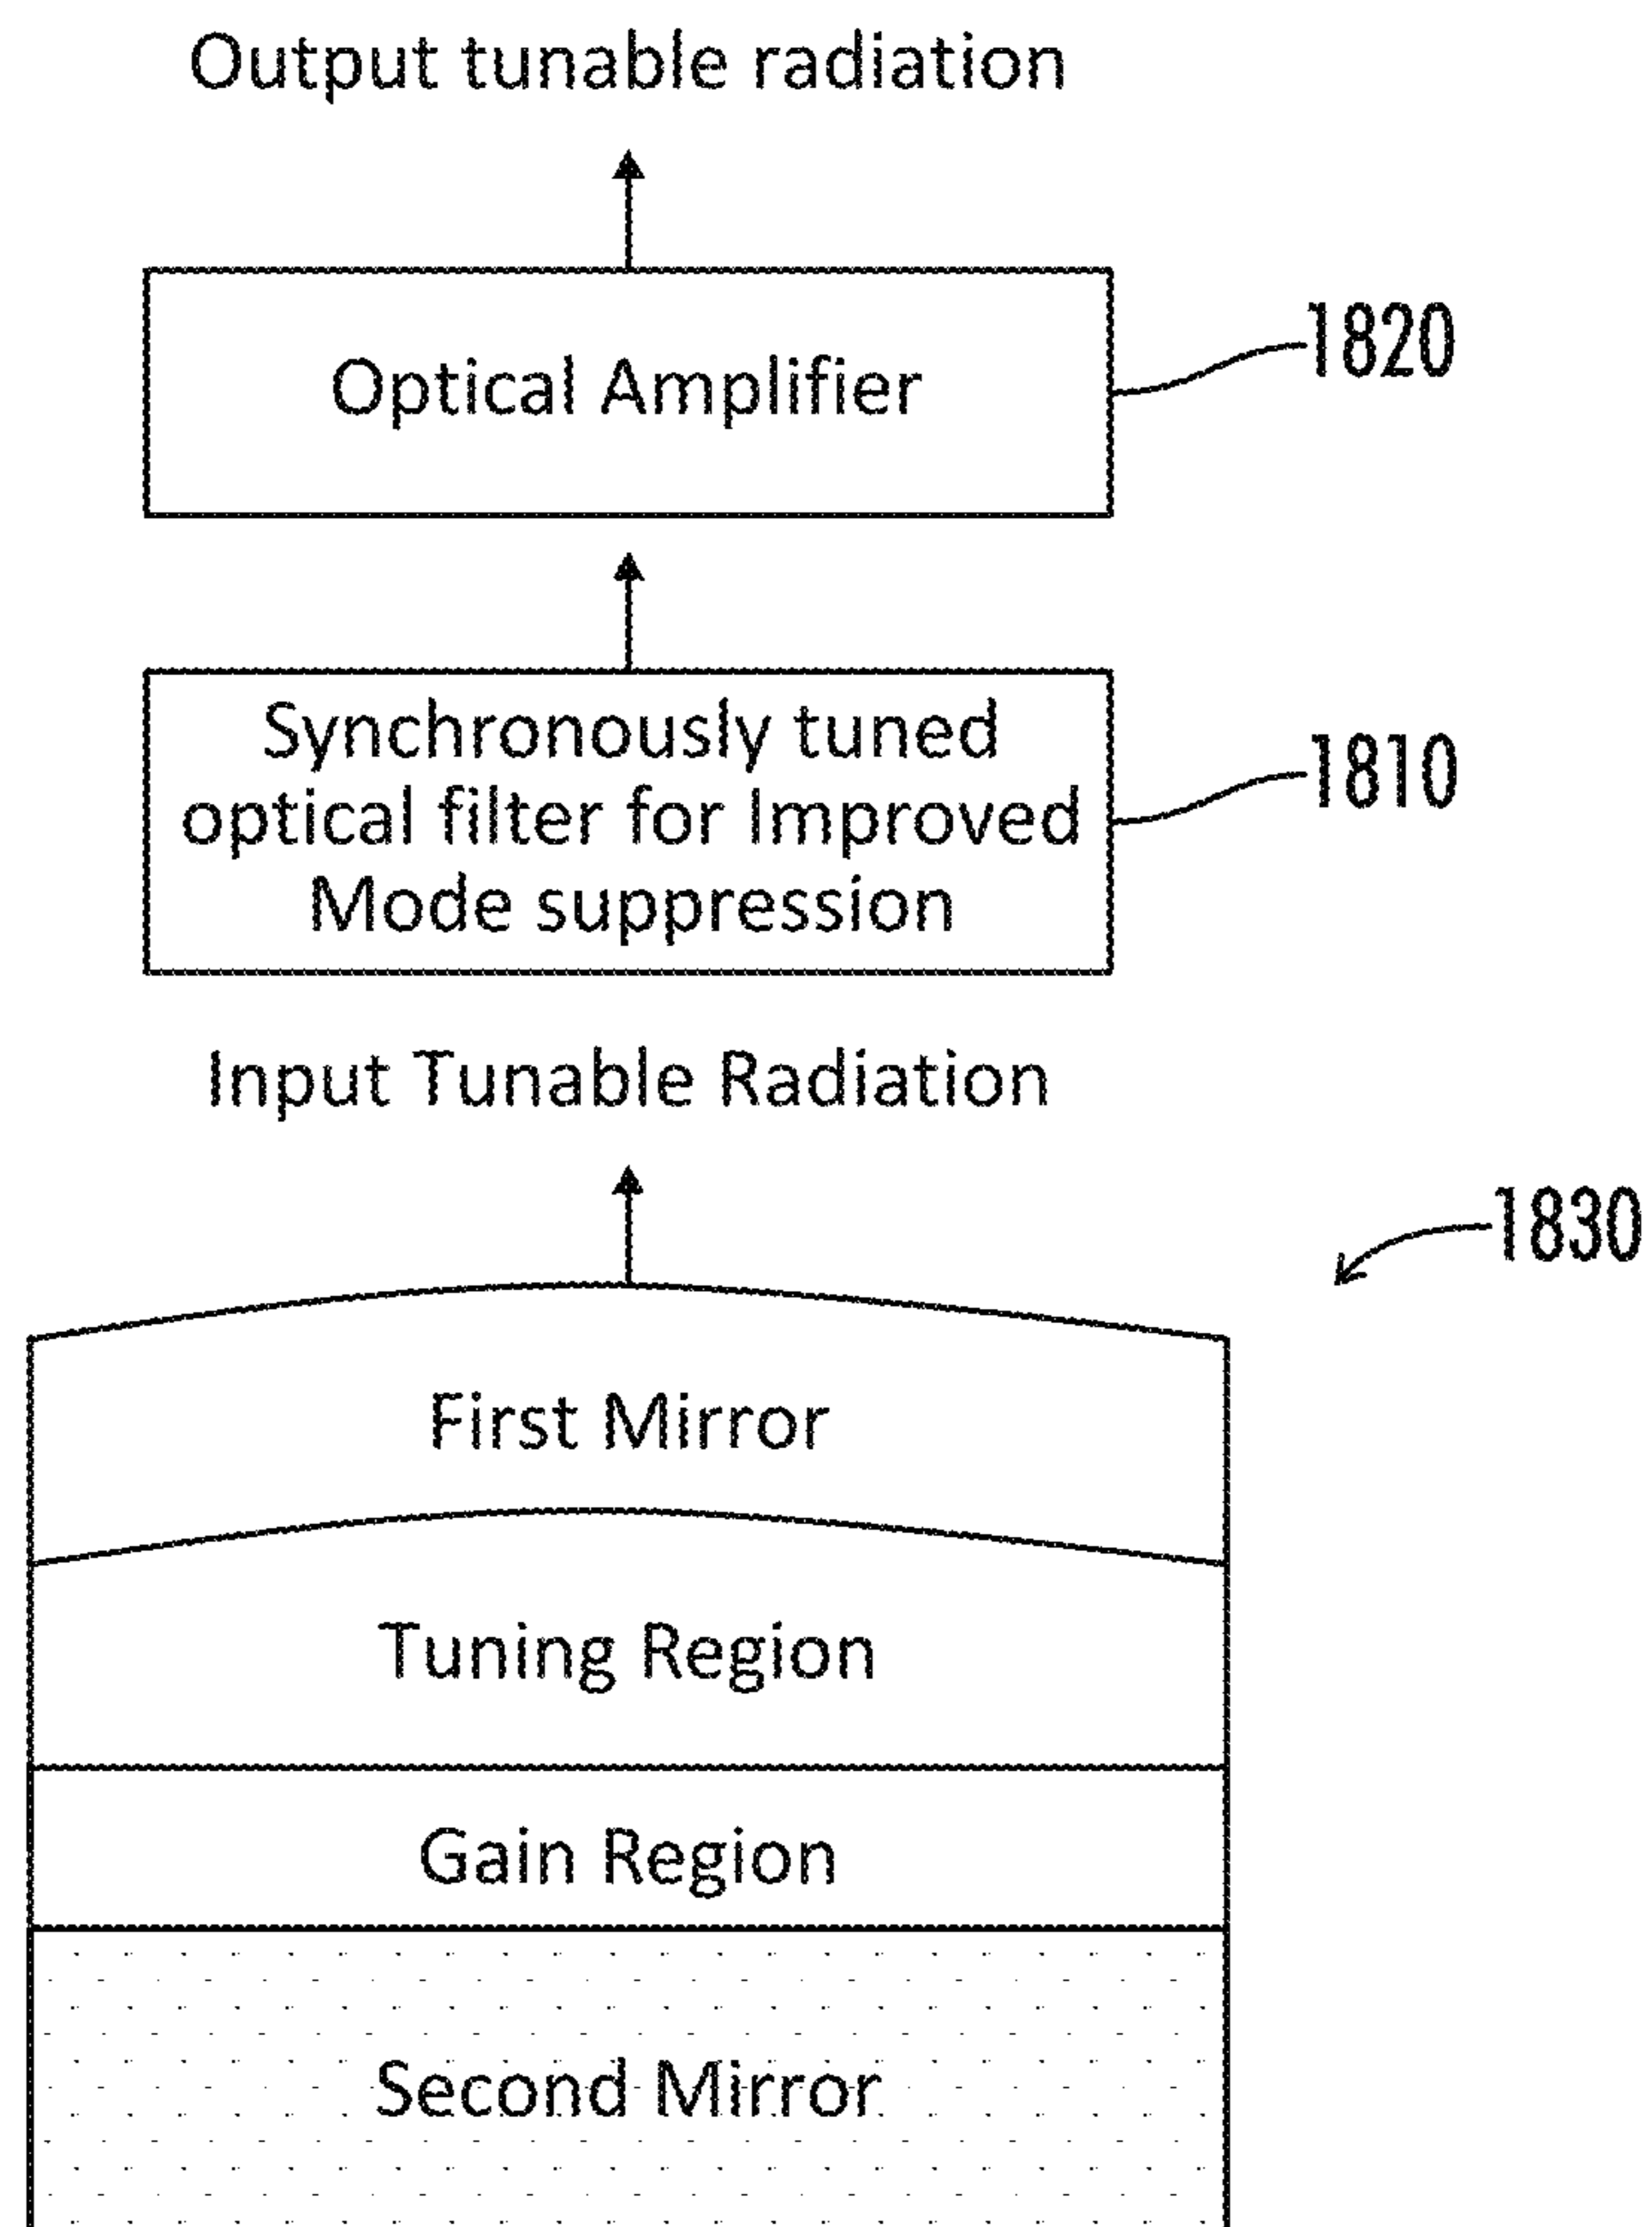 Output tunable radiation
Optical Amplifier
1820
Synchronously tuned
optical filter for Improved
Mode suppression
1810
Input Tunable Radiation
1830
First Mirror
Tuning Region
Gain Region
Second Mirror